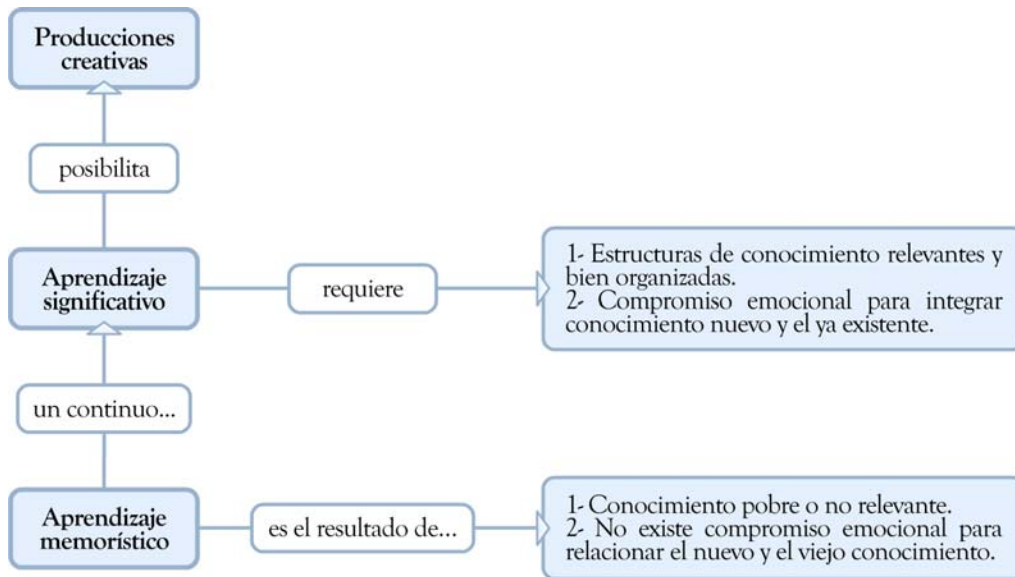 Producciones
creativas
posibilita
Aprendizaje
significativo
requiere
1- Estructuras de conocimiento relevantes y
bien organizadas.
2- Compromiso emocional para integrar
conocimiento nuevo y el ya existente.
un continuo...
Aprendizaje
memorístico
es el resultado de...
1- Conocimiento pobre o no relevante.
2- No existe compromiso emocional para
relacionar el nuevo y el viejo conocimiento.